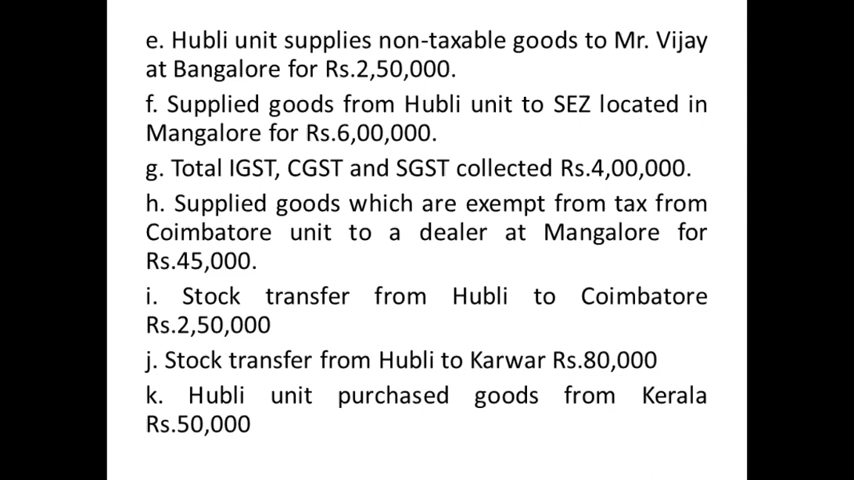 e. Hubli unit supplies non-taxable goods to Mr. Vijay
at Bangalore for Rs.2,50,000.
f. Supplied goods from Hubli unit to SEZ located in
Mangalore for Rs.6,00,000.
g. Total IGST, CGST and SGST collected Rs.4,00,000.
h. Supplied goods which are exempt from tax from
Coimbatore unit to a dealer at Mangalore for
Rs.45,000.
i. Stock transfer from Hubli to Coimbatore
Rs.2,50,000
j. Stock transfer from Hubli to Karwar Rs.80,000
k. Hubli unit purchased goods from Kerala
Rs.50,000